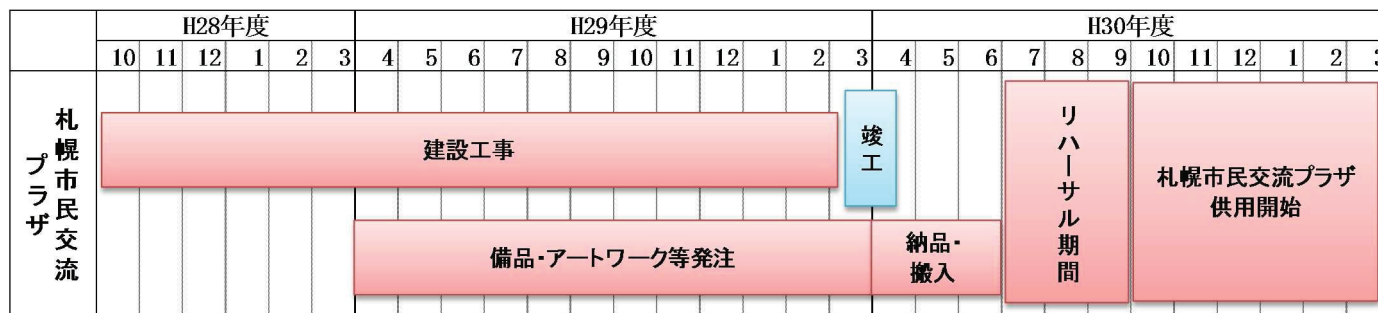 H28年度 H29年度 H30年度
10 11 12 1 2 3 4 5 6 7 8 9 10 11 12 1 2 3 4 5 6 7 8 9 10 11 12 1 2 3
札幌市民交流
プラザ
建設工事
竣工
備品・アートワーク等発注
納品・
搬入
リハーサル期間
札幌市民交流プラザ
供用開始